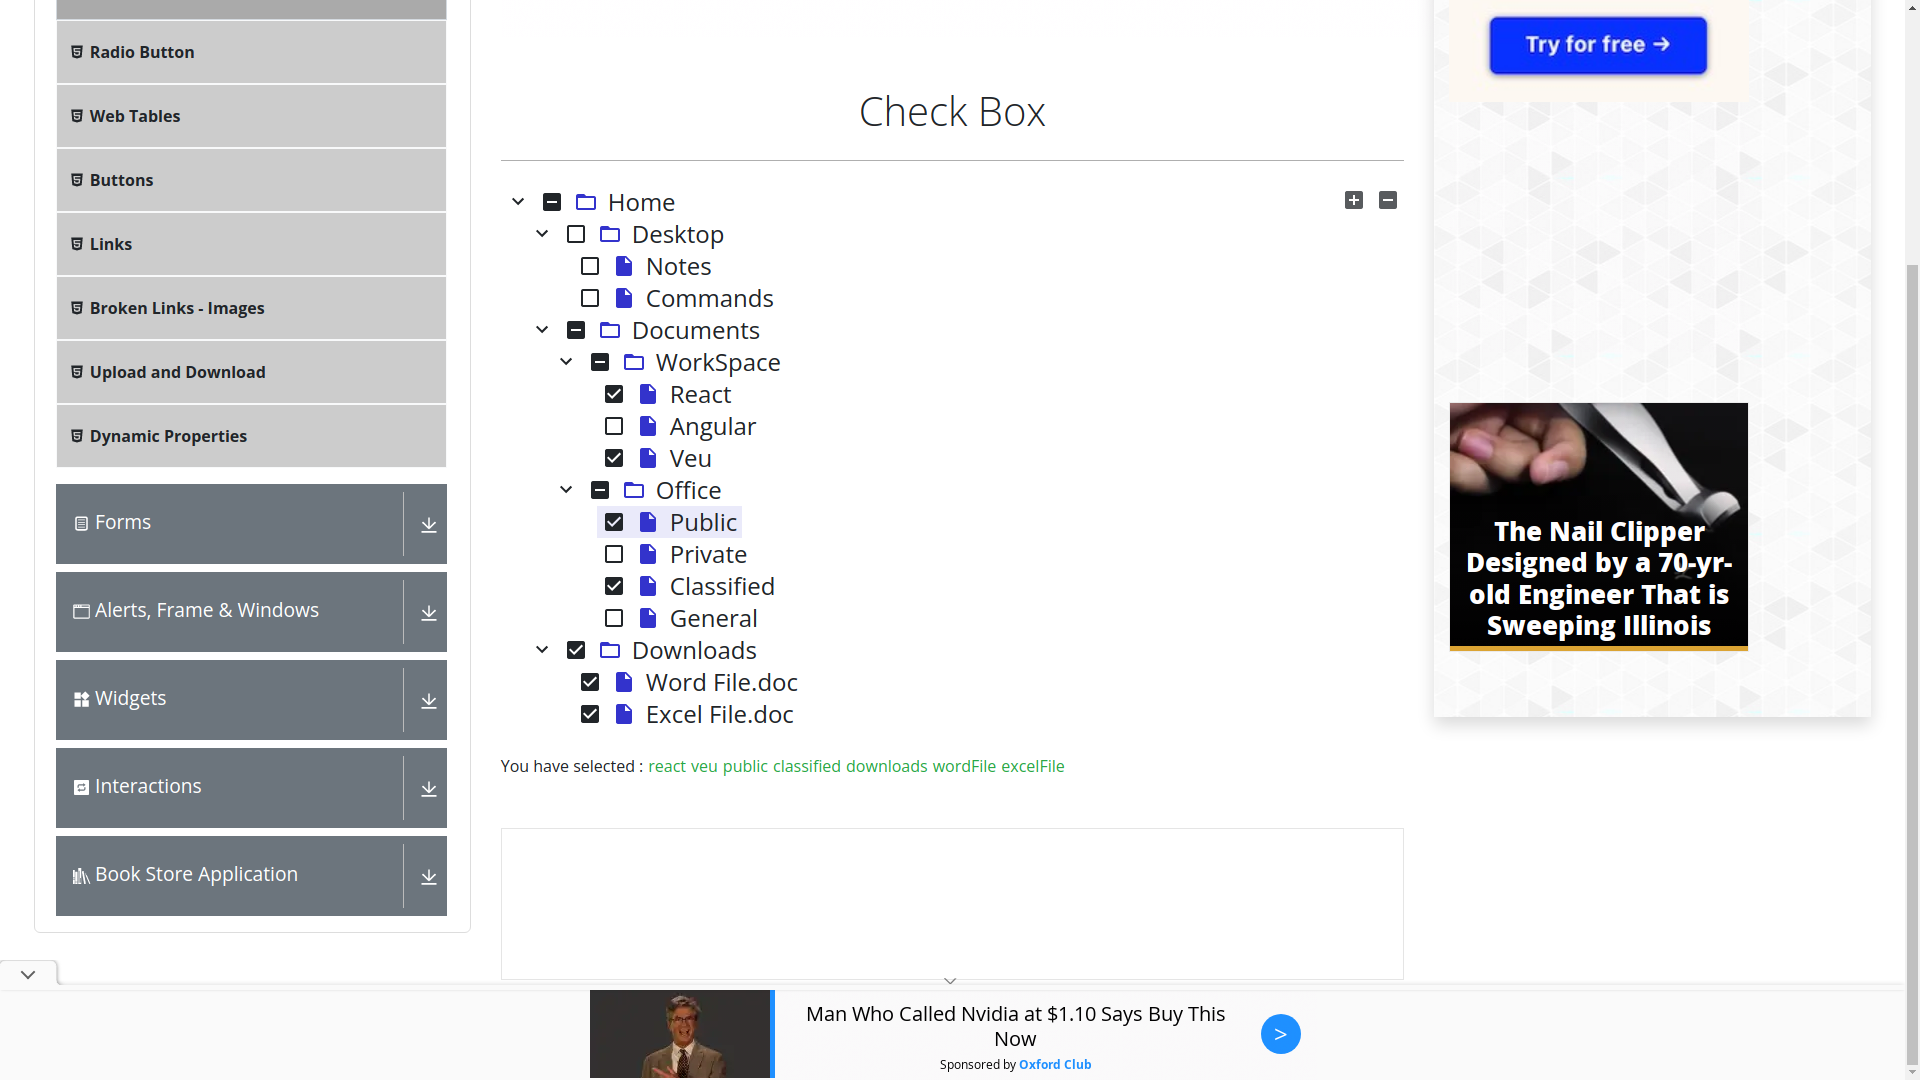 Radio Button
Web Tables
Buttons
Links
Broken Links - Images
Upload and Download
Dynamic Properties
Forms
Alerts, Frame & Windows
Widgets
Interactions
Book Store Application
Check Box
Home
Desktop
Notes
Commands
Documents
WorkSpace
React
Angular
Veu
Office
Public
Private
Classified
General
Downloads
Word File.doc
Excel File.doc
You have selected : react veu public classified downloads wordFile excelFile
Try for free →
The Nail Clipper
Designed by a 70-yr-
old Engineer That is
Sweeping Illinois
Man Who Called Nvidia at $1.10 Says Buy This
Now
Sponsored by Oxford Club
>